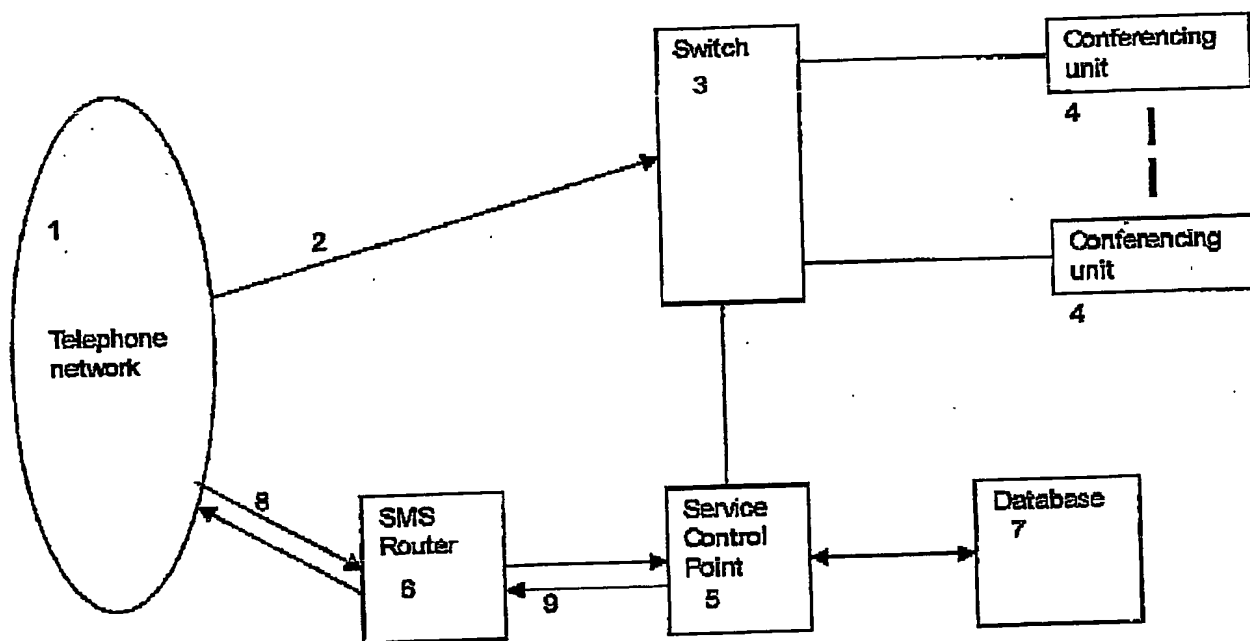 Switch
3
Conferencing
unit
4
1
2
Conferencing
unit
4
Telephone
network
8
SMS
Router
6
9
Service
Control
Point
5
Database
7